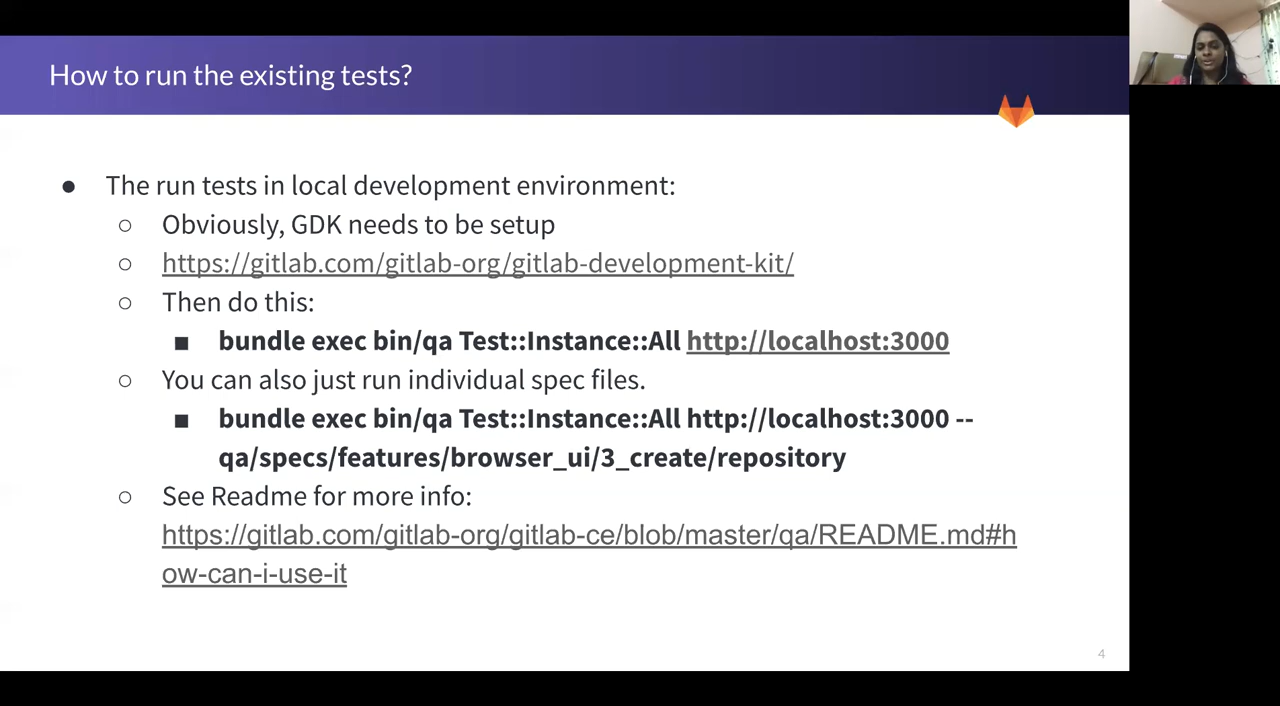 How to run the existing tests?
● The run tests in local development environment:
○ Obviously, GDK needs to be setup
○ https://gitlab.com/gitlab-org/gitlab-development-kit/
○ Then do this:
■ bundle exec bin/qa Test::Instance::All http://localhost:3000
○ You can also just run individual spec files.
■ bundle exec bin/qa Test::Instance::All http://localhost:3000 --
qa/specs/features/browser_ui/3_create/repository
○ See Readme for more info:
https://gitlab.com/gitlab-org/gitlab-ce/blob/master/qa/README.md#h
ow-can-i-use-it
4